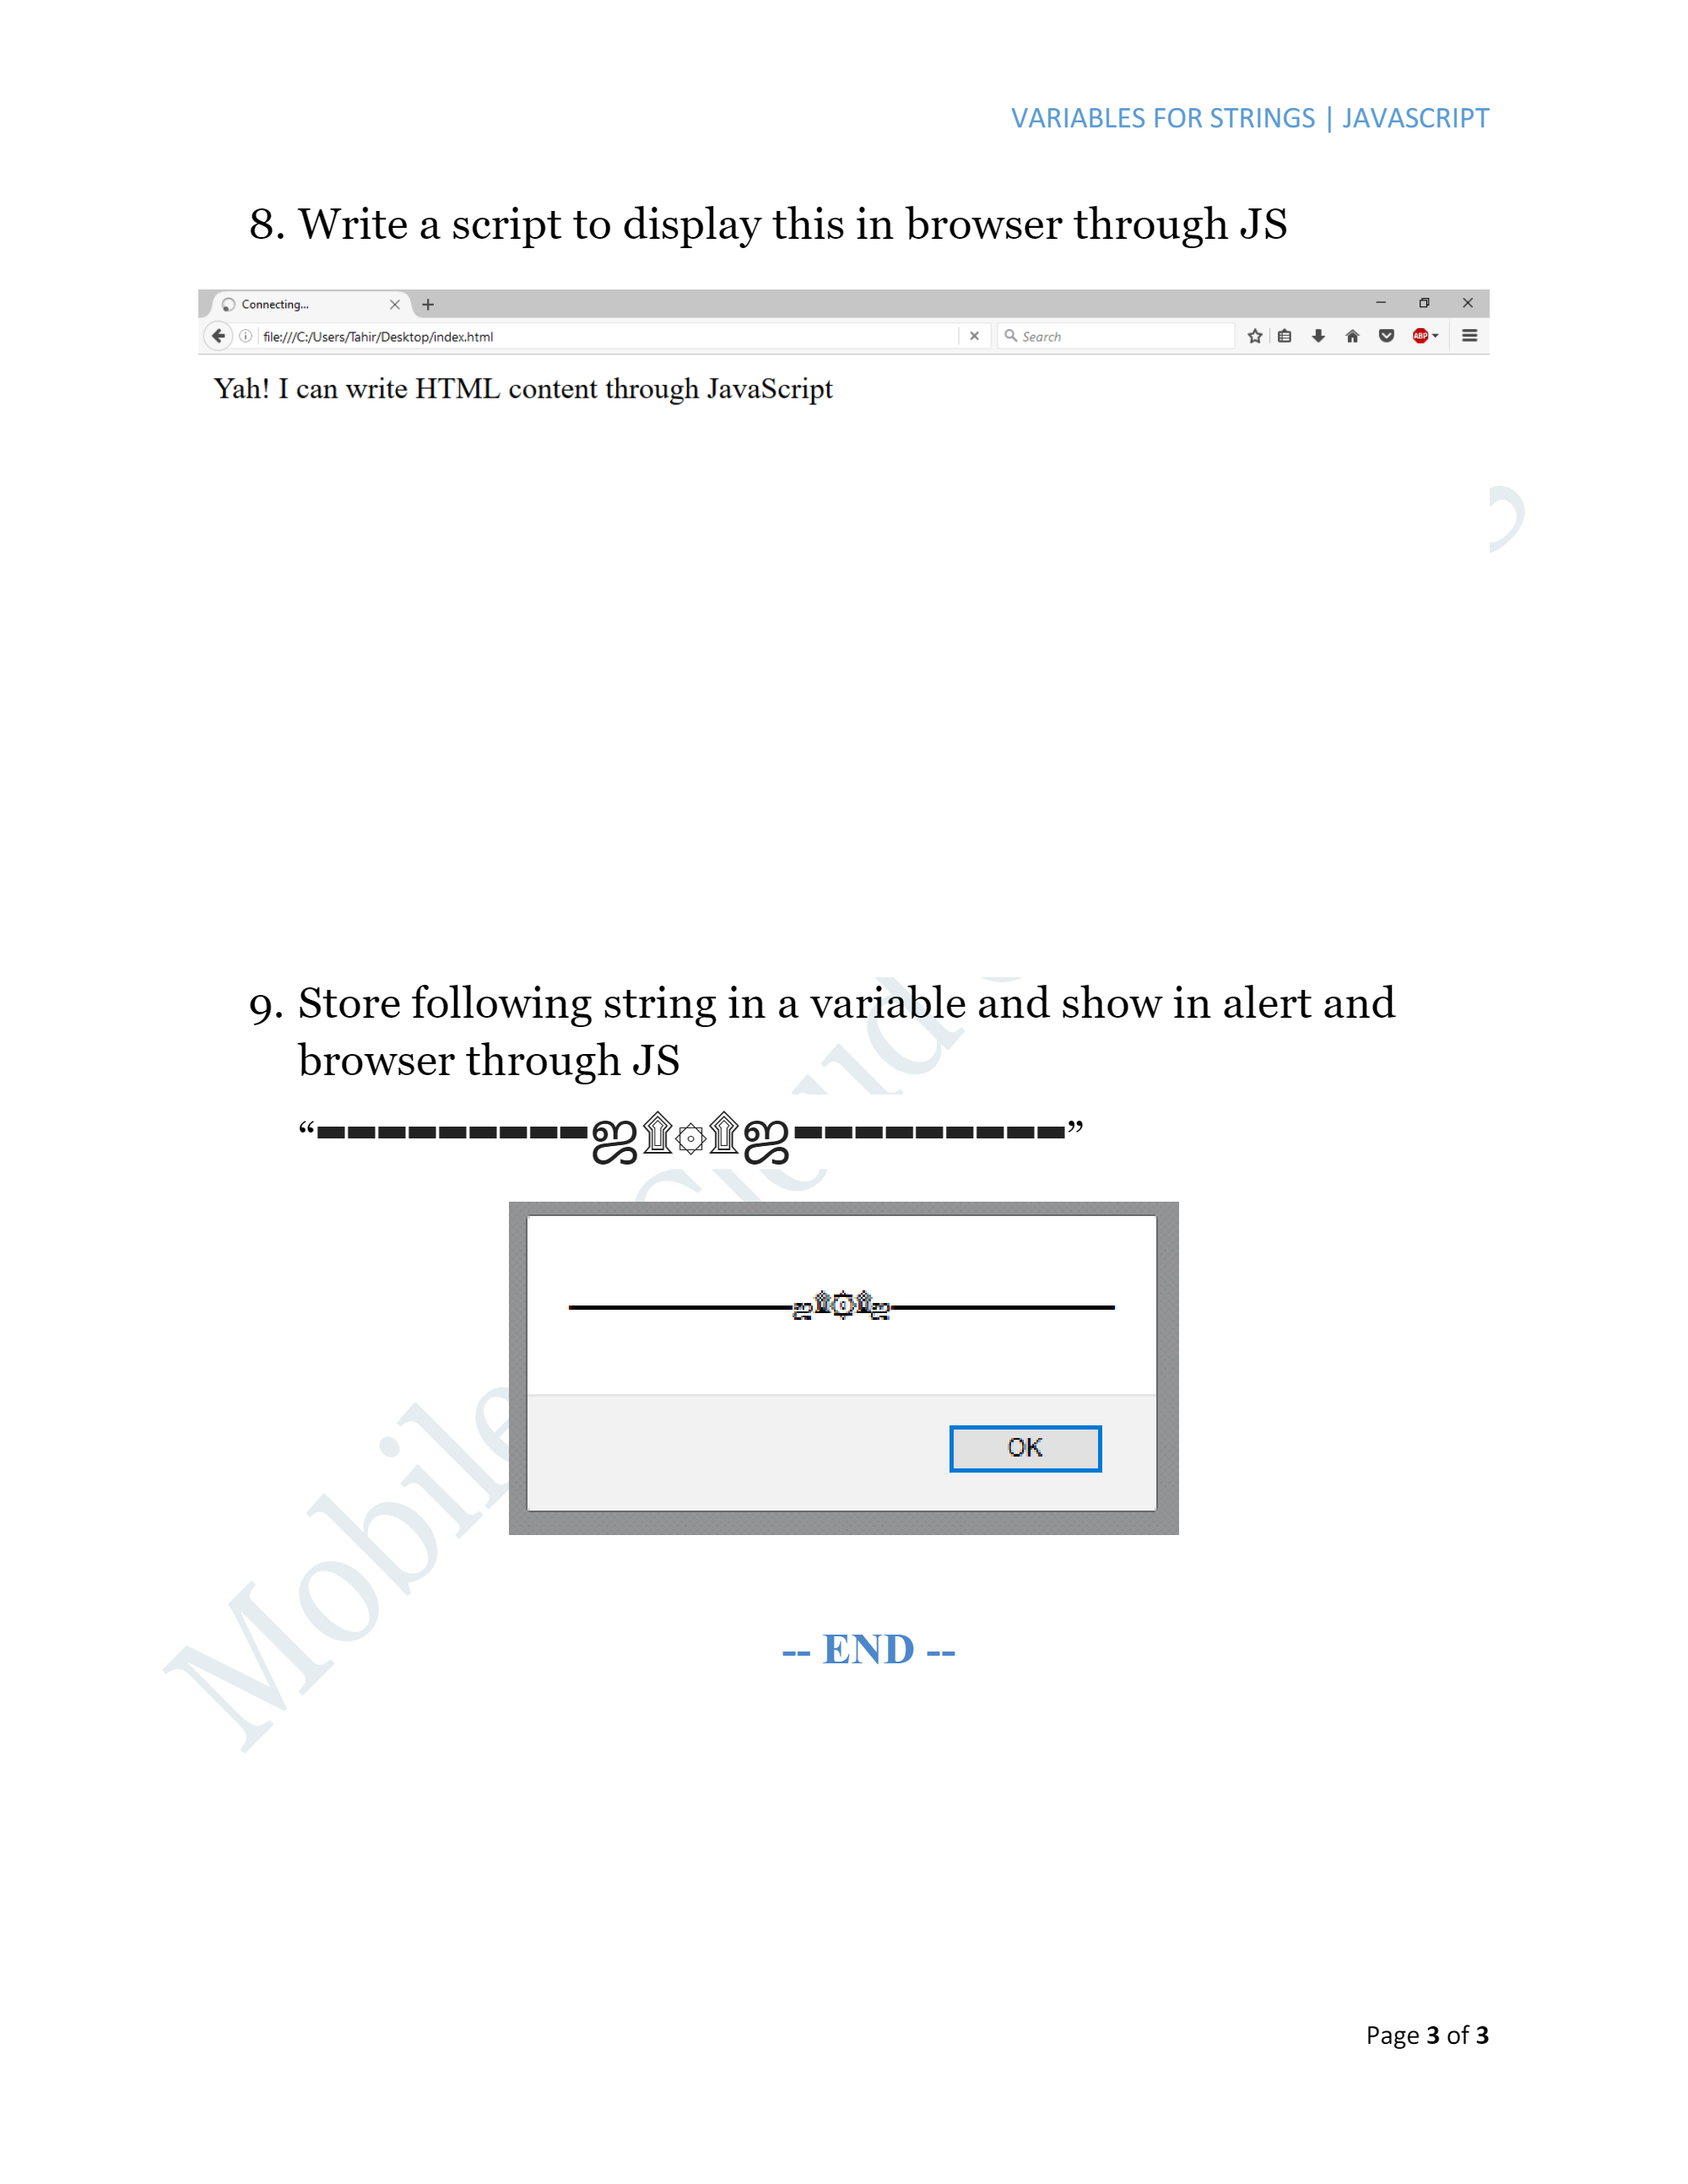 VARIABLES FOR STRINGS | JAVASCRIPT
8. Write a script to display this in browser through JS
Connecting...
file:///C:/Users/Tahir/Desktop/index.html
Search
ABP
Yah! I can write HTML content through JavaScript
9. Store following string in a variable and show in alert and
browser through JS
“▬▬▬▬▬▬▬▬▬ஜ۩۞۩ஜ▬▬▬▬▬▬▬▬▬”
▬▬▬▬▬▬▬▬▬ஜ۩۞۩ஜ▬▬▬▬▬▬▬▬▬
OK
Mobile
-- END --
Page 3 of 3